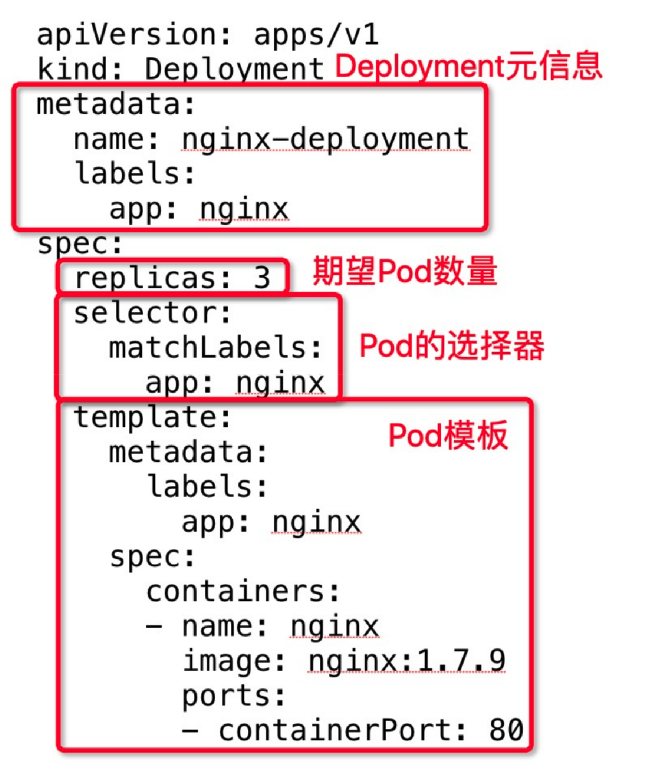 apiVersion: apps/v1
kind: Deployment Deployment元信息
metadata:
  name: nginx-deployment
  labels:
    app: nginx
spec:
  replicas: 3 期望Pod数量
  selector:
    matchLabels: Pod的选择器
      app: nginx
  template: Pod模板
    metadata:
      labels:
        app: nginx
    spec:
      containers:
      - name: nginx
        image: nginx:1.7.9
        ports:
        - containerPort: 80